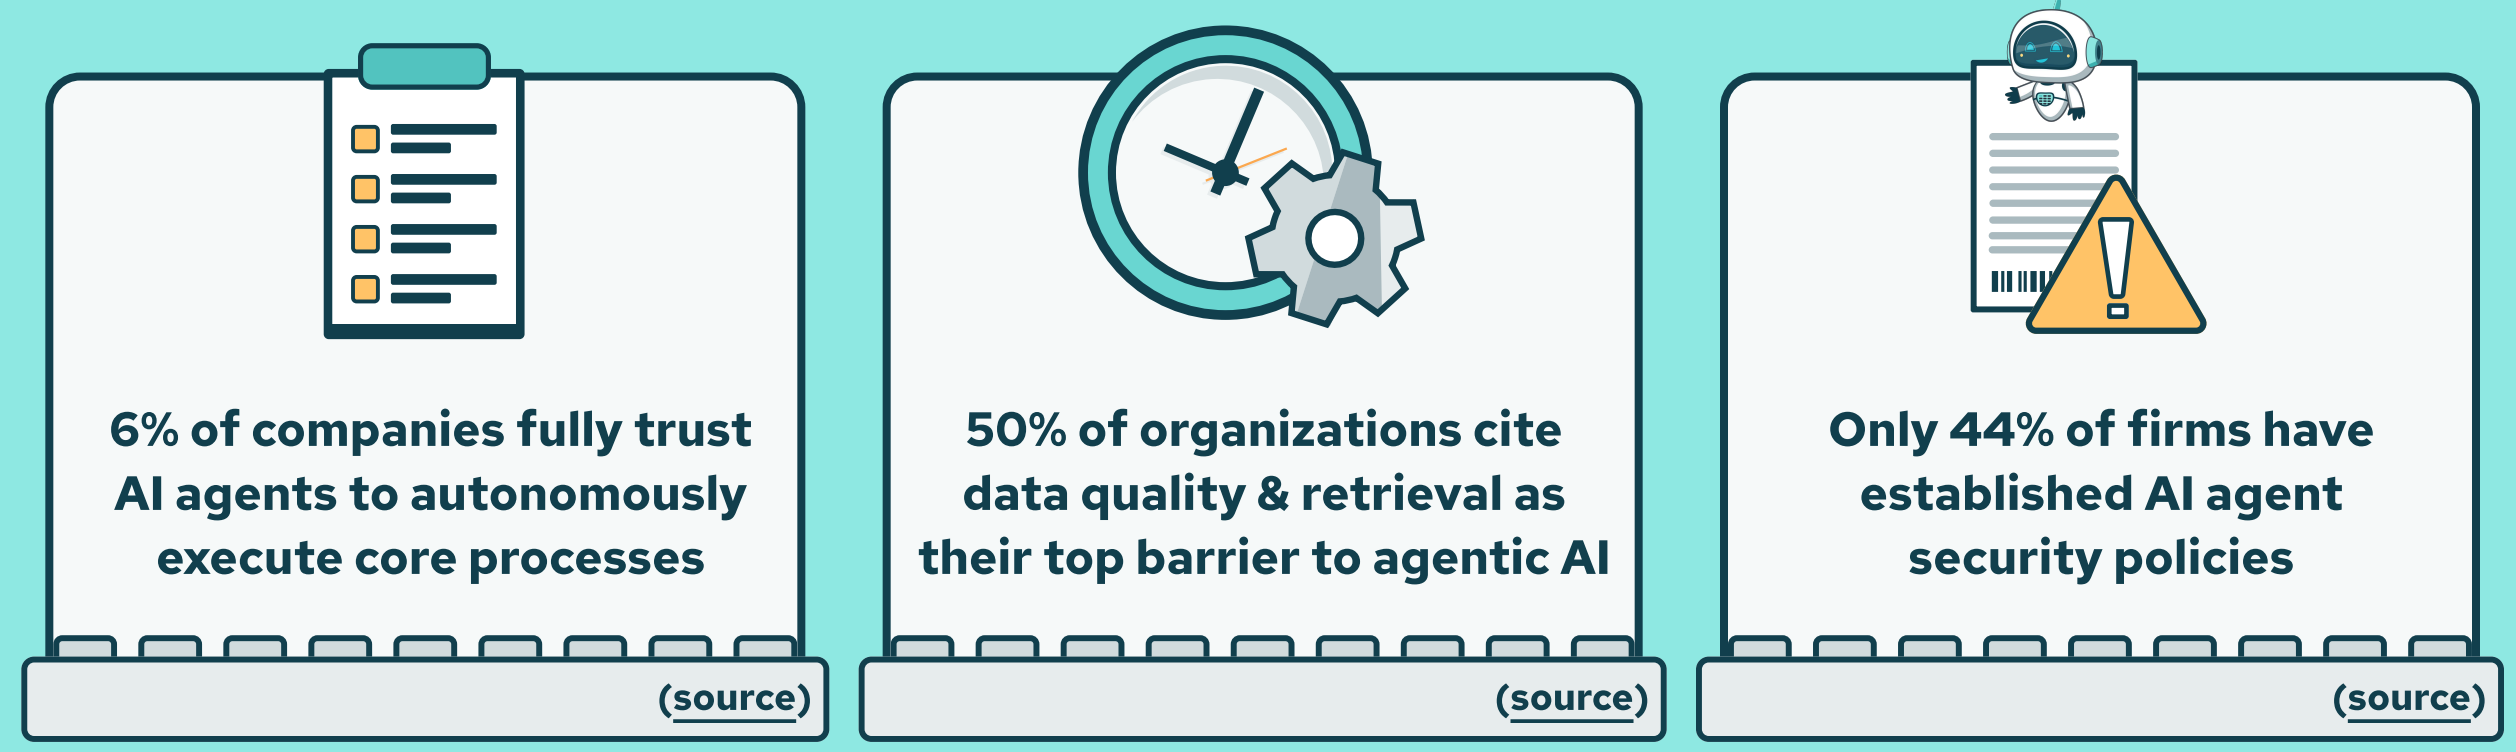 6% of companies fully trust
AI agents to autonomously
execute core processes
(source)
50% of organizations cite
data quality & retrieval as
their top barrier to agentic AI
(source)
Only 44% of firms have
established AI agent
security policies
(source)